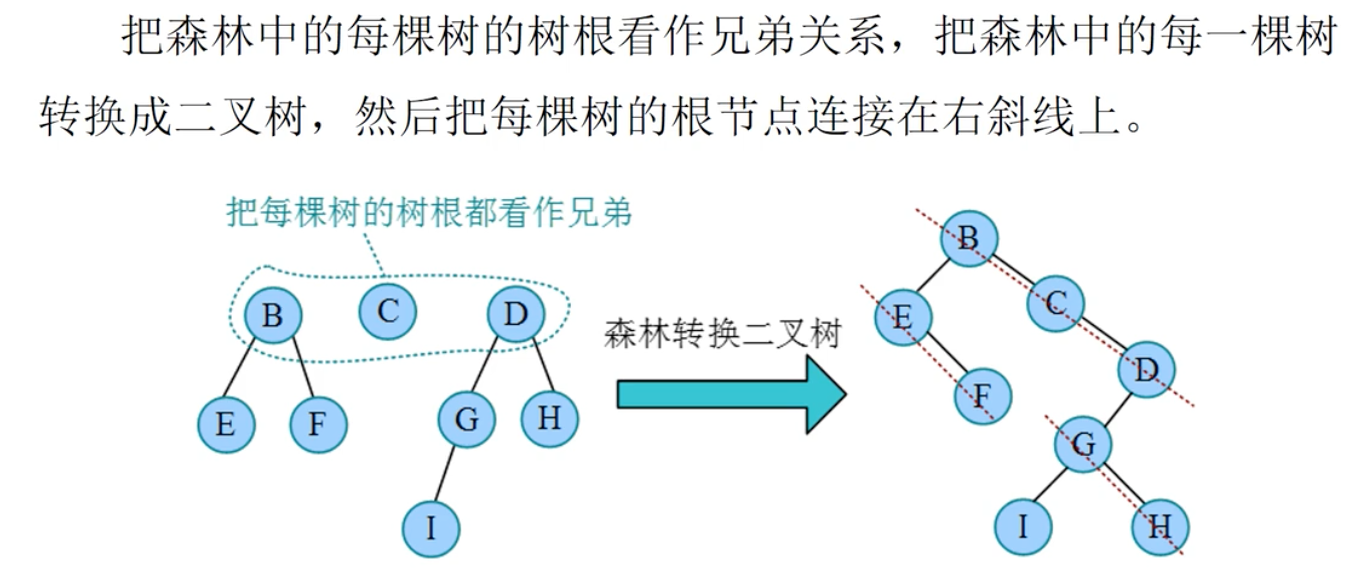 把森林中的每棵树的树根看作兄弟关系，把森林中的每一棵树
转换成二叉树，然后把每棵树的根节点连接在右斜线上。
把每棵树的树根都看作兄弟
B
C
D
E
F
G
H
I
森林转换二叉树
B
E
C
F
D
G
I
H